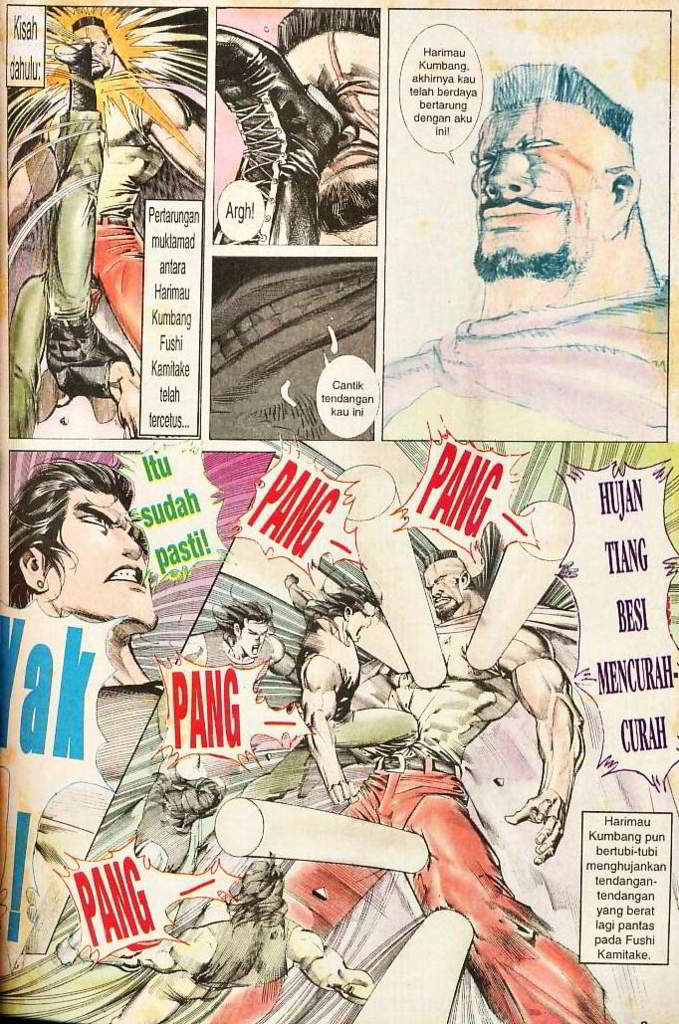 Kisah
dahulu:
Pertarungan
muktamad
antara
Harimau
Kumbang
Fushi
Kamitake
telah
tercetus...
Argh!
Cantik
tendangan
kau ini
Harimau
Kumbang,
akhirnya kau
telah berdaya
bertarung
dengan aku
ini!
Itu
sudah
pasti!
Yak
!
PANG
PANG
PANG
PANG
HUJAN
TIANG
BESI
MENCURAH-
CURAH
Harimau
Kumbang pun
bertubi-tubi
menghujankan
tendangan-
tendangan
yang berat
lagi pantas
pada Fushi
Kamitake.